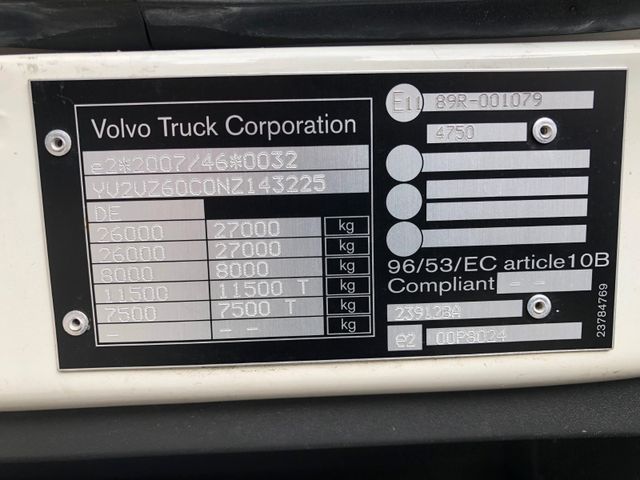 Volvo Truck Corporation
e2*2007/46*0032
YV2VZ60C0NZ143225
DE
26000 27000 kg
26000 27000 kg
8000 8000 kg
11500 11500 T kg
7500 7500 T kg
- - - kg
E11 89R-001079
4750
96/53/EC article10B
Compliant - -
23912BA
e2 00P8034
23784769